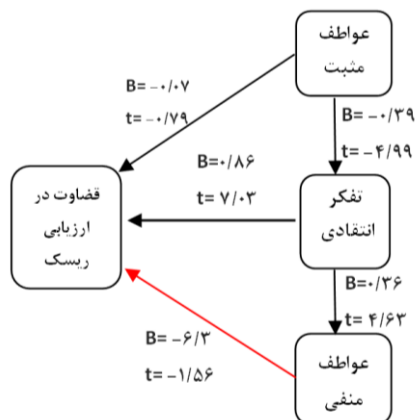 عواطف
مثبت
B= -۰/۰۷
t= -۰/۷۹
B= -۰/۳۹
t= -۴/۹۹
B=۰/۸۶
t= ۷/۰۳
قضاوت در
ارزیابی
ریسک
تفکر
انتقادی
B=۰/۳۶
t= ۴/۶۳
B= -۶/۳
t= -۱/۵۶
عواطف
منفی